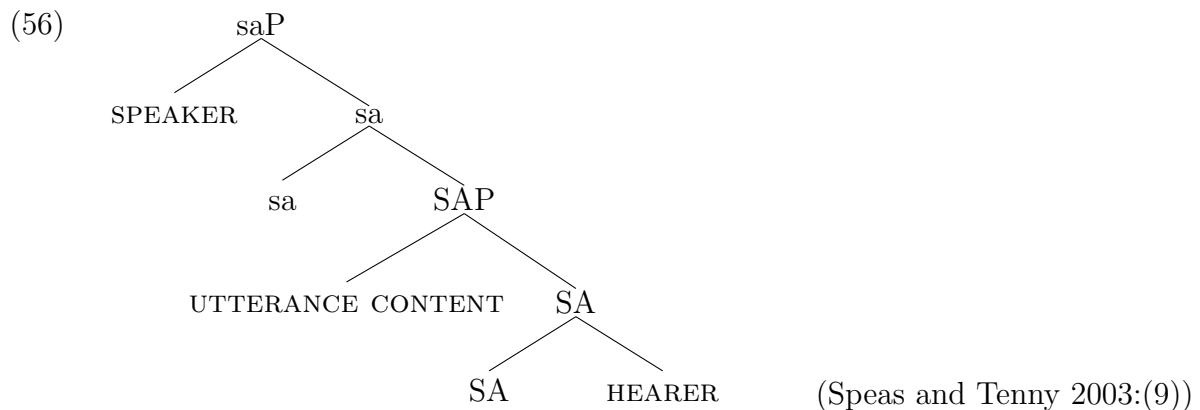 (56) saP
SPEAKER sa
sa SAP
UTTERANCE CONTENT SA
SA HEARER (Speas and Tenny 2003:(9))